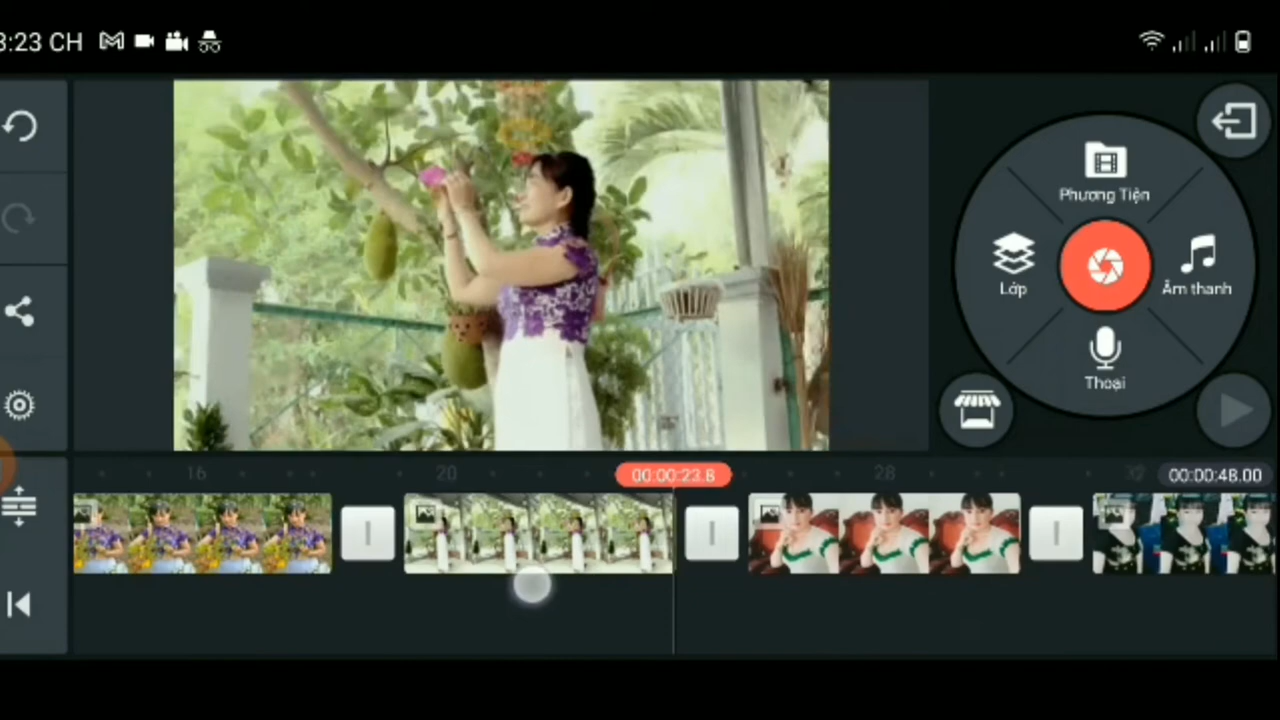 3:23 CH
Phương Tiện
Lớp
Âm thanh
Thoại
16
20
00:00:23.8
28
00:00:48.00